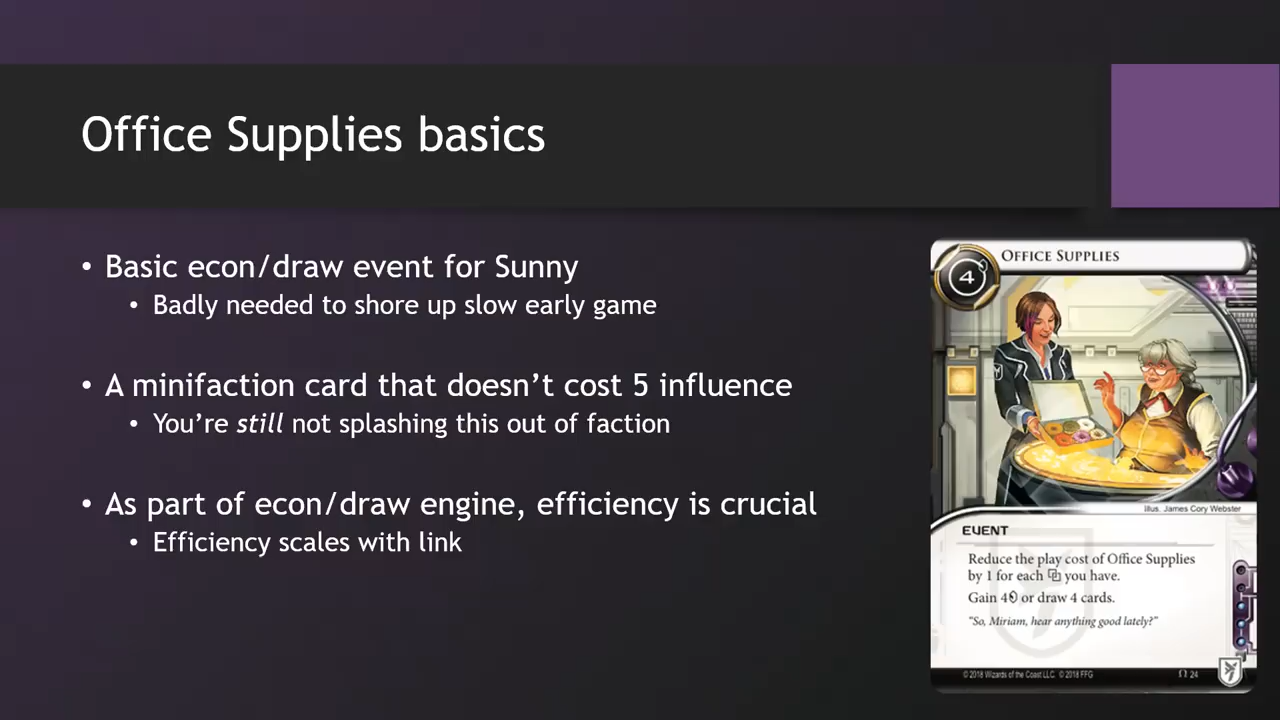 Office Supplies basics
• Basic econ/draw event for Sunny
• Badly needed to shore up slow early game
• A minifaction card that doesn’t cost 5 influence
• You’re still not splashing this out of faction
• As part of econ/draw engine, efficiency is crucial
• Efficiency scales with link
4
Office Supplies
Illus. James Cory Webster
EVENT
Reduce the play cost of Office Supplies
by 1 for each you have.
Gain 4 or draw 4 cards.
"So, Miriam, hear anything good lately?"
© 2018 Wizards of the Coast LLC. © 2018 FFG
24